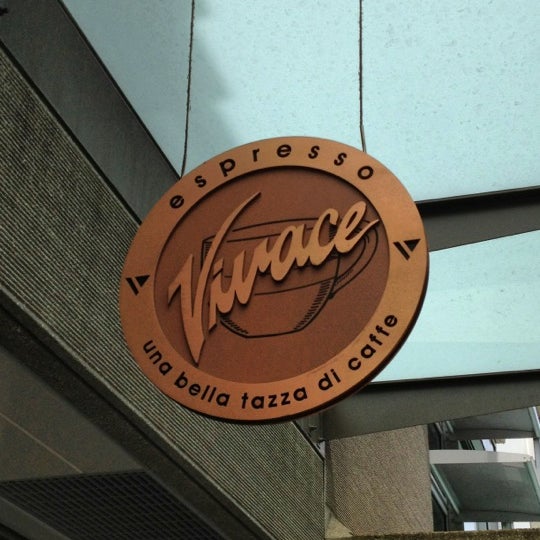 espresso
Vivace
una bella tazza di caffe